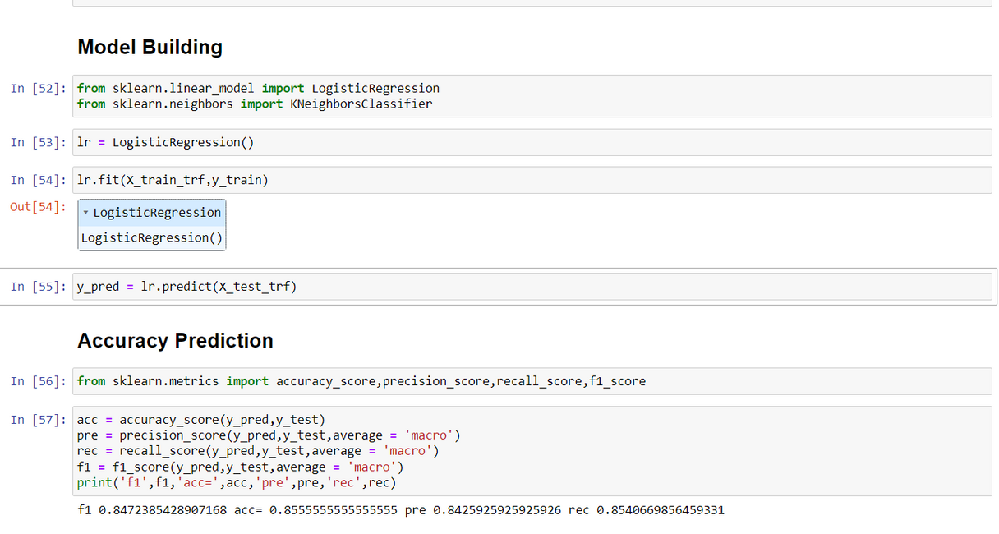 Model Building
In [52]: from sklearn.linear_model import LogisticRegression
from sklearn.neighbors import KNeighborsClassifier
In [53]: lr = LogisticRegression()
In [54]: lr.fit(X_train_trf,y_train)
Out[54]: ▾ LogisticRegression
LogisticRegression()
In [55]: y_pred = lr.predict(X_test_trf)
Accuracy Prediction
In [56]: from sklearn.metrics import accuracy_score,precision_score,recall_score,f1_score
In [57]: acc = accuracy_score(y_pred,y_test)
pre = precision_score(y_pred,y_test,average = 'macro')
rec = recall_score(y_pred,y_test,average = 'macro')
f1 = f1_score(y_pred,y_test,average = 'macro')
print('f1',f1,'acc=',acc,'pre',pre,'rec',rec)
f1 0.8472385428907168 acc= 0.8555555555555555 pre 0.8425925925925926 rec 0.8540669856459331